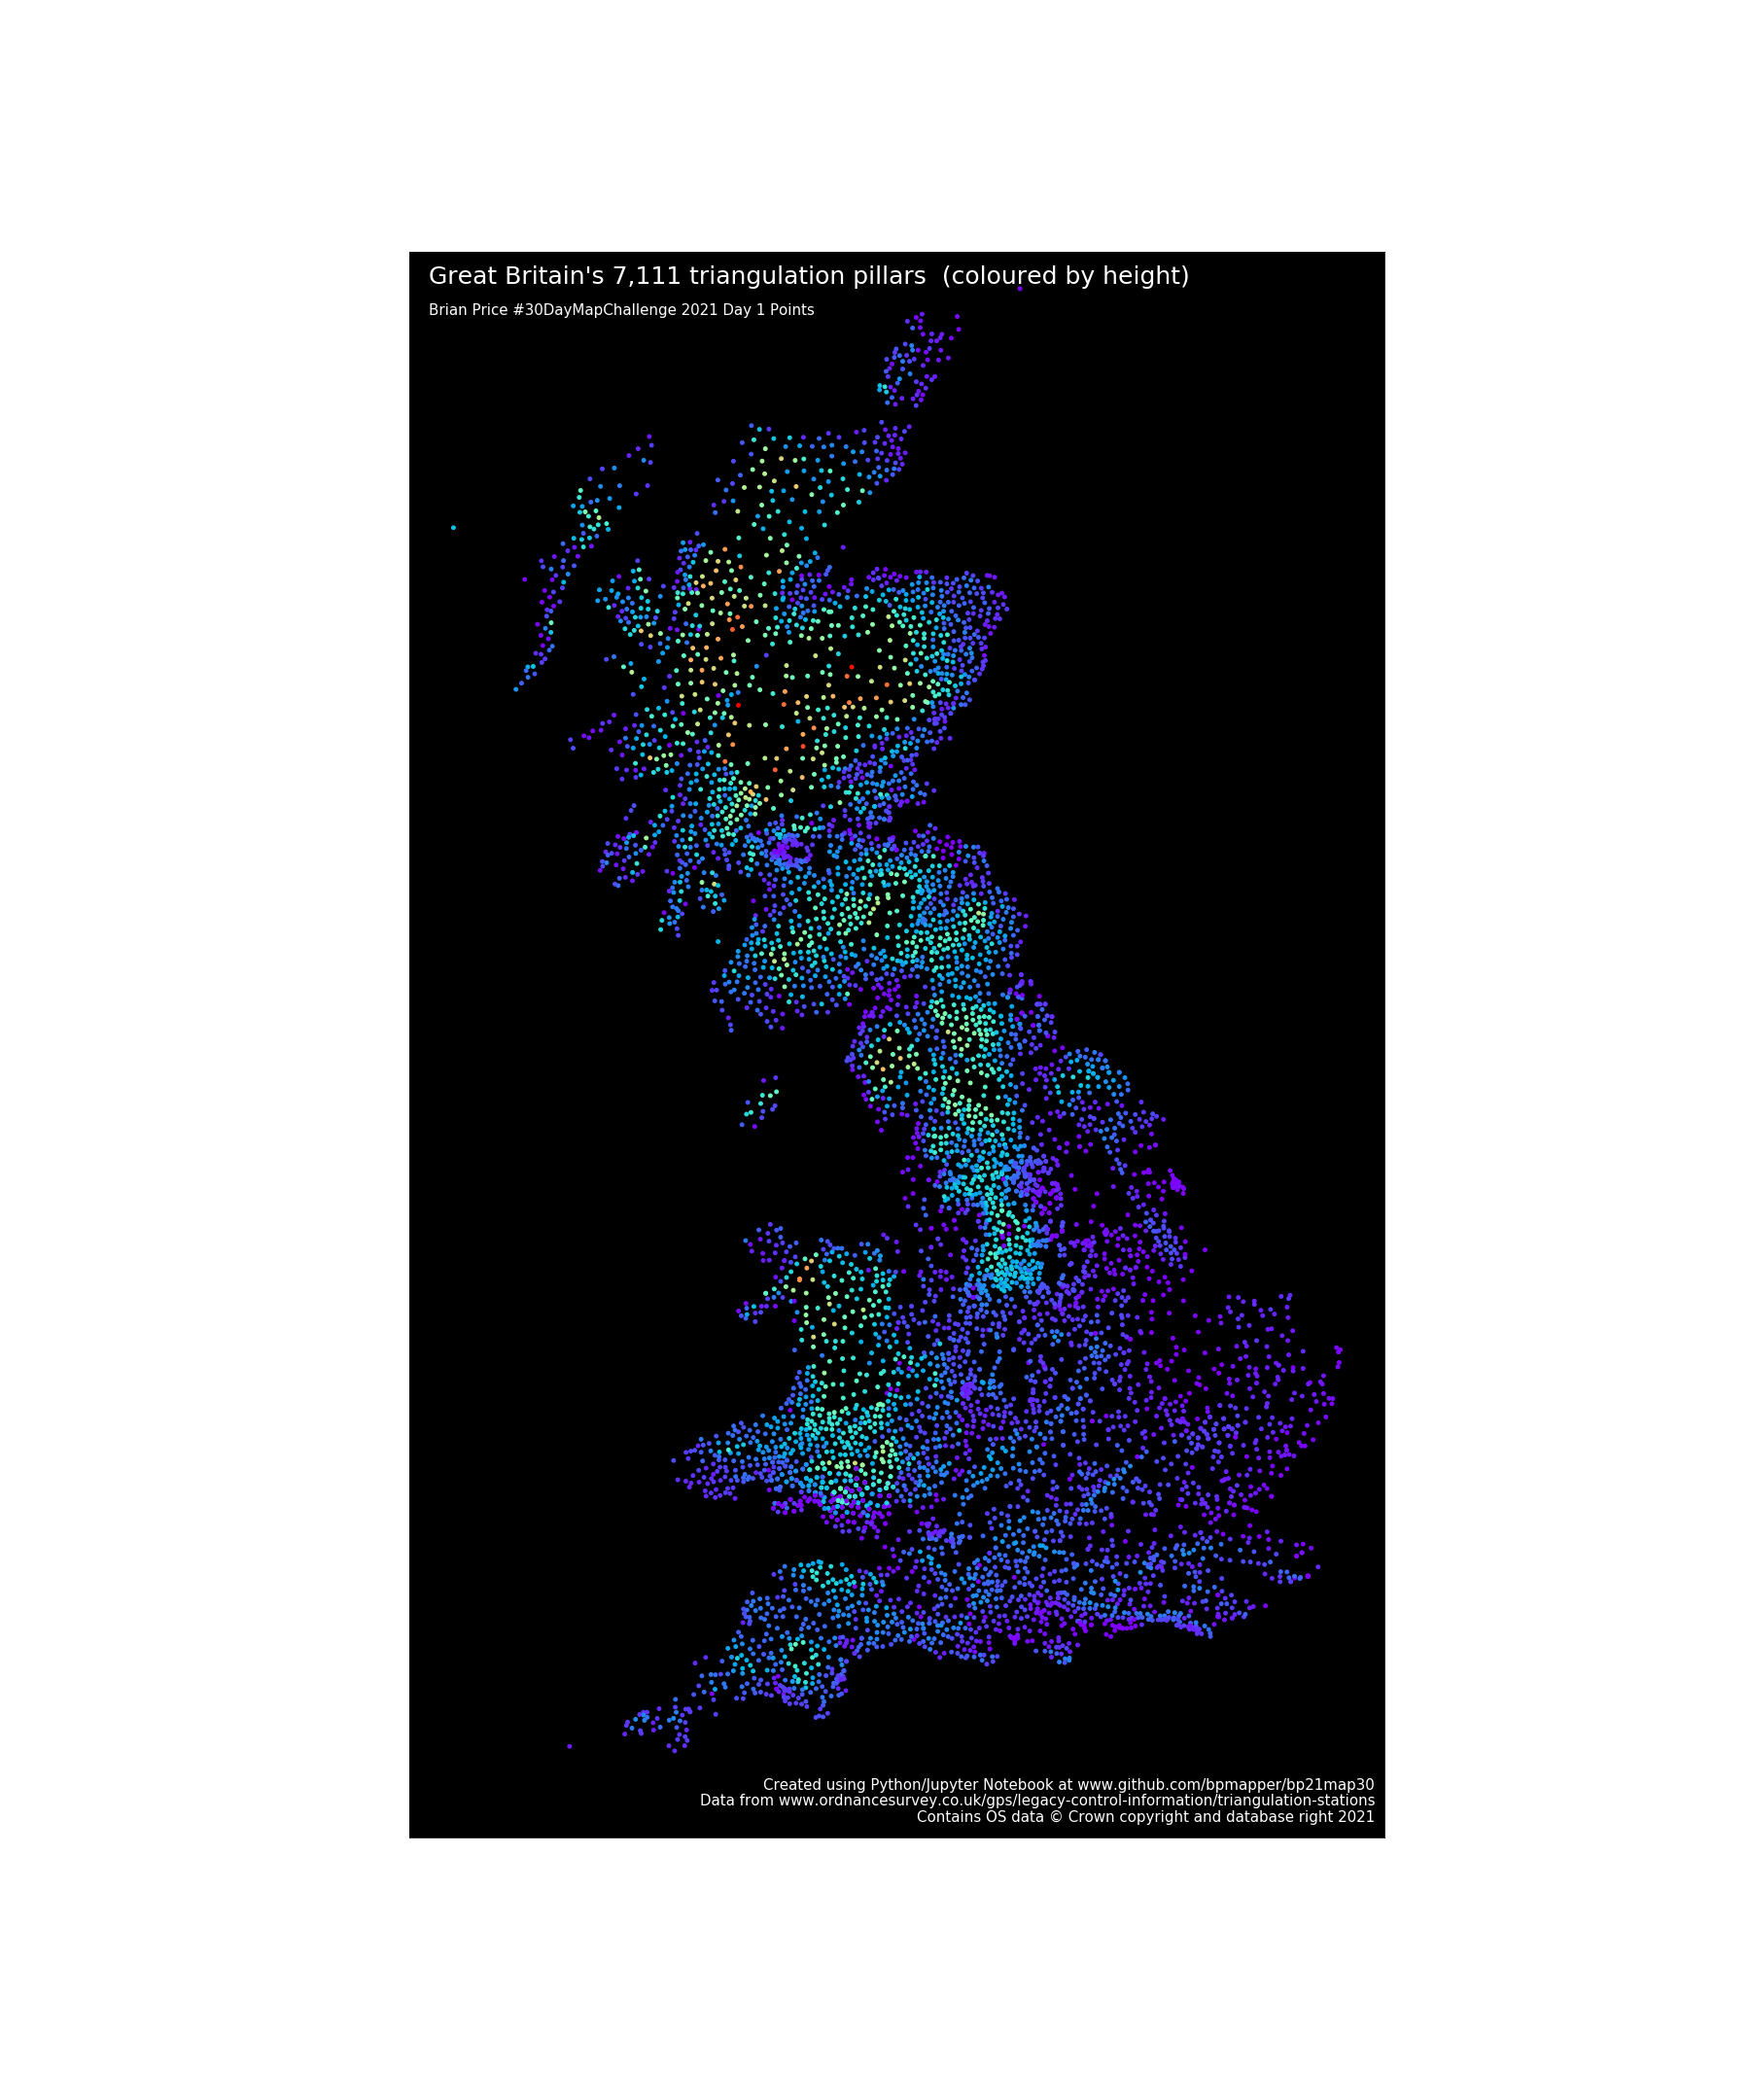 Great Britain's 7,111 triangulation pillars  (coloured by height)
Brian Price #30DayMapChallenge 2021 Day 1 Points
Created using Python/Jupyter Notebook at www.github.com/bpmapper/bp21map30
Data from www.ordnancesurvey.co.uk/gps/legacy-control-information/triangulation-stations
Contains OS data © Crown copyright and database right 2021